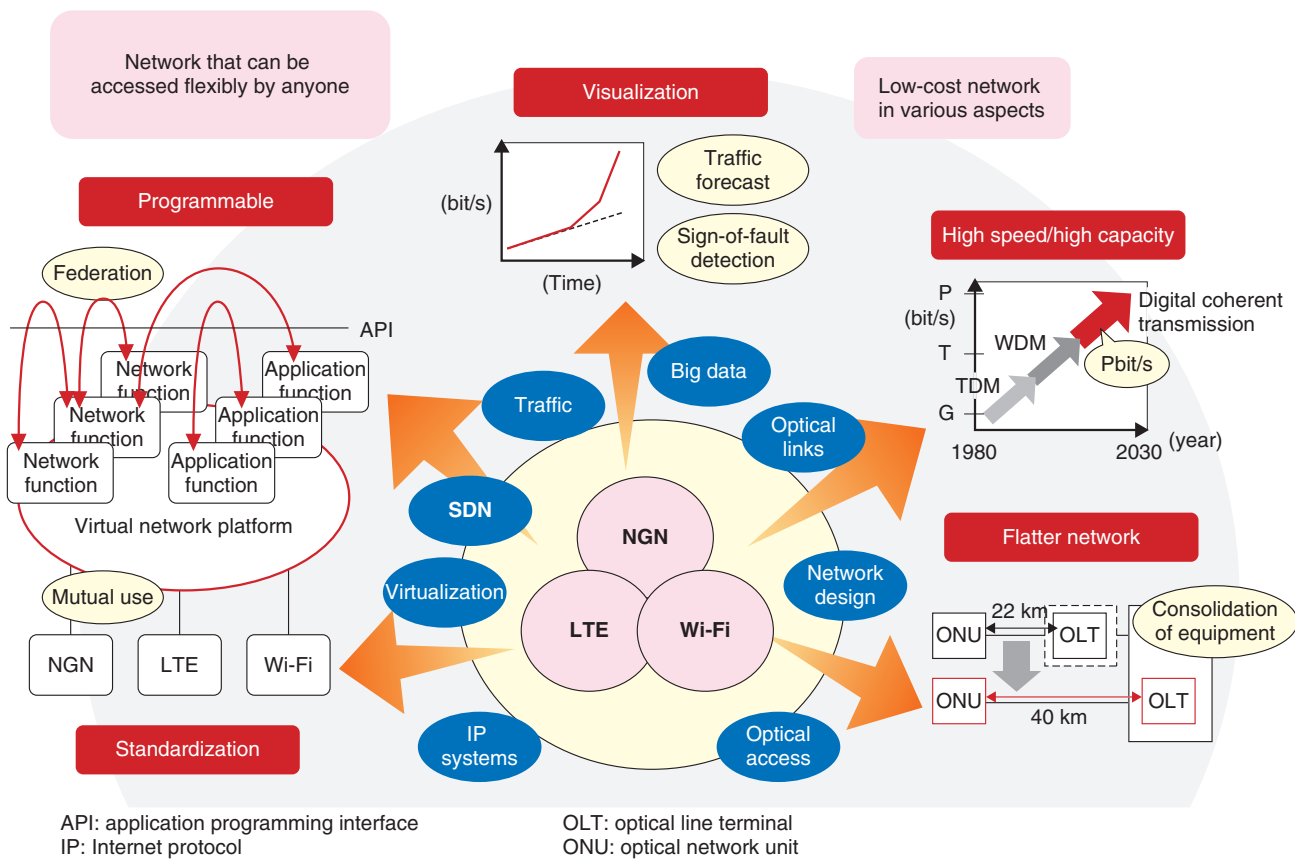 Network that can be
accessed flexibly by anyone
Visualization
Low-cost network
in various aspects
(bit/s)
(Time)
Traffic
forecast
Sign-of-fault
detection
Programmable
Federation
API
Network
function
Application
function
Network
function
Application
function
Network
function
Application
function
Virtual network platform
Mutual use
NGN
LTE
Wi-Fi
Standardization
High speed/high capacity
P
(bit/s)
T
G
TDM
WDM
Digital coherent
transmission
Pbit/s
1980
2030
(year)
Big data
Traffic
Optical
links
SDN
Virtualization
Network
design
IP
systems
Optical
access
NGN
LTE
Wi-Fi
Flatter network
Consolidation
of equipment
ONU
22 km
OLT
ONU
40 km
OLT
API: application programming interface
IP: Internet protocol
OLT: optical line terminal
ONU: optical network unit